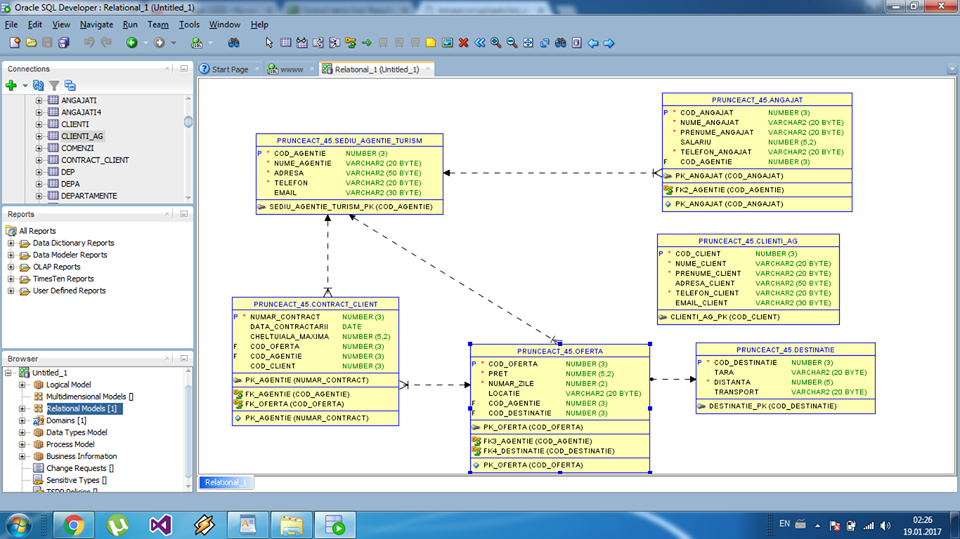 Oracle SQL Developer : Relational_1 (Untitled_1)
File Edit View Navigate Run Team Tools Window Help
Connections
ANGAJATI
ANGAJATI4
CLIENTI
CLIENTI_AG
COMENZI
CONTRACT_CLIENT
DEP
DEPA
DEPARTAMENTE
Reports
All Reports
Data Dictionary Reports
Data Modeler Reports
OLAP Reports
TimesTen Reports
User Defined Reports
Browser
Untitled_1
Logical Model
Multidimensional Models []
Relational Models [1]
Domains [1]
Data Types Model
Process Model
Business Information
Change Requests []
Sensitive Types []
TSDP Policies []
Start Page
wwww
Relational_1 (Untitled_1)
PRUNCEACT_45.SEDIU_AGENTIE_TURISM
P * COD_AGENTIE NUMBER (3)
* NUME_AGENTIE VARCHAR2 (20 BYTE)
* ADRESA VARCHAR2 (50 BYTE)
* TELEFON VARCHAR2 (20 BYTE)
EMAIL VARCHAR2 (30 BYTE)
SEDIU_AGENTIE_TURISM_PK (COD_AGENTIE)
PRUNCEACT_45.ANGAJAT
P * COD_ANGAJAT NUMBER (3)
* NUME_ANGAJAT VARCHAR2 (20 BYTE)
* PRENUME_ANGAJAT VARCHAR2 (20 BYTE)
SALARIU NUMBER (5,2)
* TELEFON_ANGAJAT VARCHAR2 (20 BYTE)
F COD_AGENTIE NUMBER (3)
PK_ANGAJAT (COD_ANGAJAT)
FK2_AGENTIE (COD_AGENTIE)
PK_ANGAJAT (COD_ANGAJAT)
PRUNCEACT_45.CLIENTI_AG
P * COD_CLIENT NUMBER (3)
* NUME_CLIENT VARCHAR2 (20 BYTE)
* PRENUME_CLIENT VARCHAR2 (20 BYTE)
ADRESA_CLIENT VARCHAR2 (50 BYTE)
* TELEFON_CLIENT VARCHAR2 (20 BYTE)
EMAIL_CLIENT VARCHAR2 (30 BYTE)
CLIENTI_AG_PK (COD_CLIENT)
PRUNCEACT_45.CONTRACT_CLIENT
P * NUMAR_CONTRACT NUMBER (3)
DATA_CONTRACTARII DATE
CHELTUIALA_MAXIMA NUMBER (5,2)
F COD_OFERTA NUMBER (3)
F COD_AGENTIE NUMBER (3)
COD_CLIENT NUMBER (3)
PK_AGENTIE (NUMAR_CONTRACT)
FK_AGENTIE (COD_AGENTIE)
FK_OFERTA (COD_OFERTA)
PK_AGENTIE (NUMAR_CONTRACT)
PRUNCEACT_45.OFERTA
P * COD_OFERTA NUMBER (3)
* PRET NUMBER (5,2)
* NUMAR_ZILE NUMBER (2)
LOCATIE VARCHAR2 (20 BYTE)
F COD_AGENTIE NUMBER (3)
F COD_DESTINATIE NUMBER (3)
PK_OFERTA (COD_OFERTA)
FK3_AGENTIE (COD_AGENTIE)
FK4_DESTINATIE (COD_DESTINATIE)
PK_OFERTA (COD_OFERTA)
PRUNCEACT_45.DESTINATIE
P * COD_DESTINATIE NUMBER (3)
TARA VARCHAR2 (20 BYTE)
* DISTANTA NUMBER (5)
TRANSPORT VARCHAR2 (20 BYTE)
DESTINATIE_PK (COD_DESTINATIE)
Relational_1
EN
02:26
19.01.2017